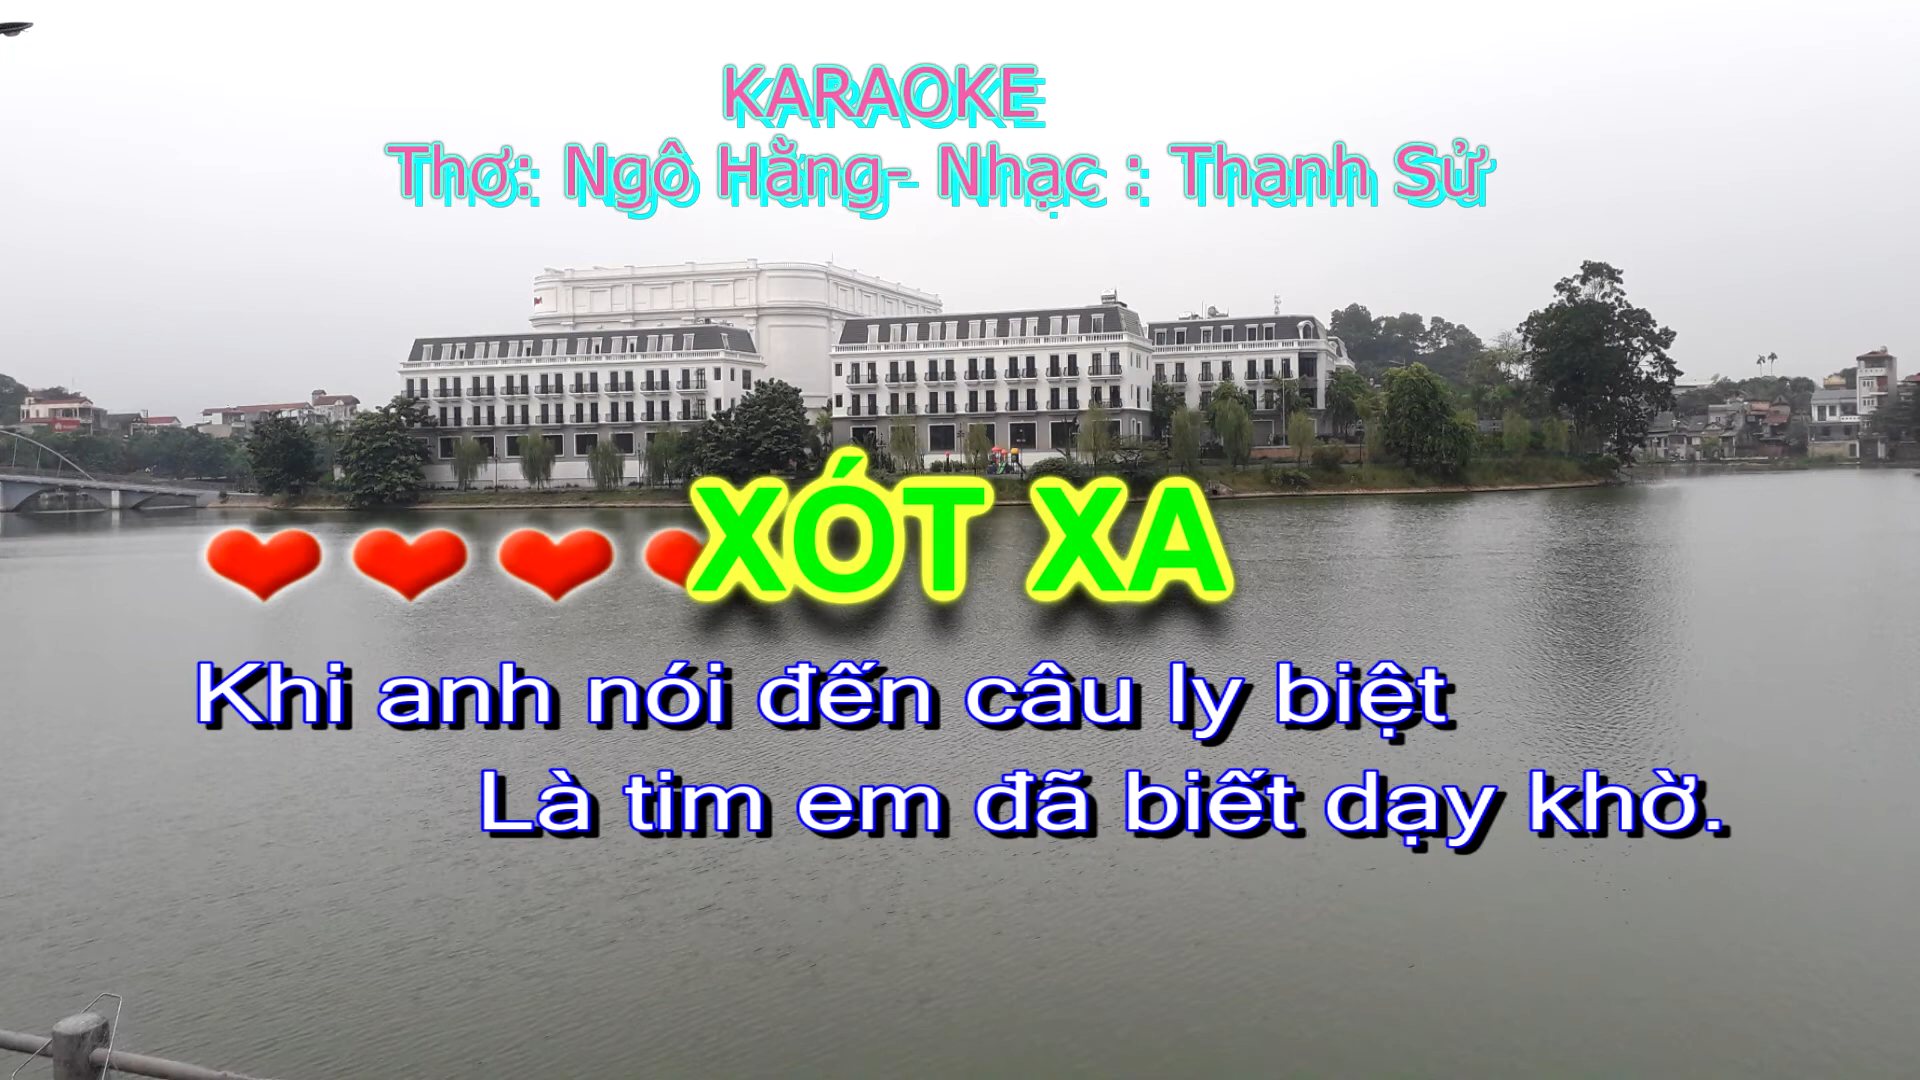 KARAOKE
Thơ: Ngô Hằng- Nhạc : Thanh Sử
XÓT XA
Khi anh nói đến câu ly biệt
Là tim em đã biết dạy khờ.